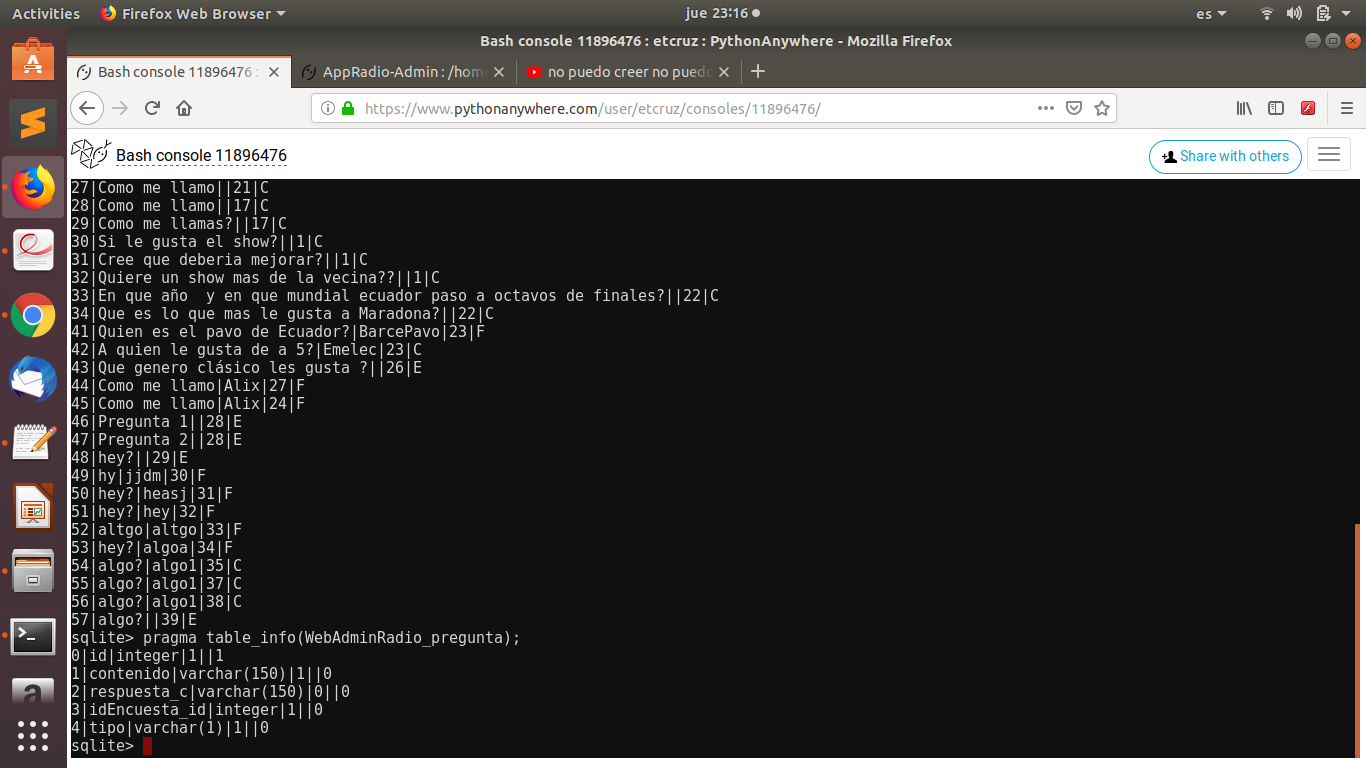 Activities
Firefox Web Browser
jue 23:16
es
Bash console 11896476 : etcruz : PythonAnywhere - Mozilla Firefox
Bash console 11896476 :
AppRadio-Admin : /hom
no puedo creer no pued
https://www.pythonanywhere.com/user/etcruz/consoles/11896476/
Bash console 11896476
Share with others
27|Como me llamo||21|C
28|Como me llamo||17|C
29|Como me llamas?||17|C
30|Si le gusta el show?||1|C
31|Cree que deberia mejorar?||1|C
32|Quiere un show mas de la vecina??||1|C
33|En que año  y en que mundial ecuador paso a octavos de finales?||22|C
34|Que es lo que mas le gusta a Maradona?||22|C
41|Quien es el pavo de Ecuador?|BarcePavo|23|F
42|A quien le gusta de a 5?|Emelec|23|C
43|Que genero clásico les gusta ?||26|E
44|Como me llamo|Alix|27|F
45|Como me llamo|Alix|24|F
46|Pregunta 1||28|E
47|Pregunta 2||28|E
48|hey?||29|E
49|hy|jjdm|30|F
50|hey?|heasj|31|F
51|hey?|hey|32|F
52|altgo|altgo|33|F
53|hey?|algoa|34|F
54|algo?|algo1|35|C
55|algo?|algo1|37|C
56|algo?|algo1|38|C
57|algo?||39|E
sqlite> pragma table_info(WebAdminRadio_pregunta);
0|id|integer|1||1
1|contenido|varchar(150)|1||0
2|respuesta_c|varchar(150)|0||0
3|idEncuesta_id|integer|1||0
4|tipo|varchar(1)|1||0
sqlite>